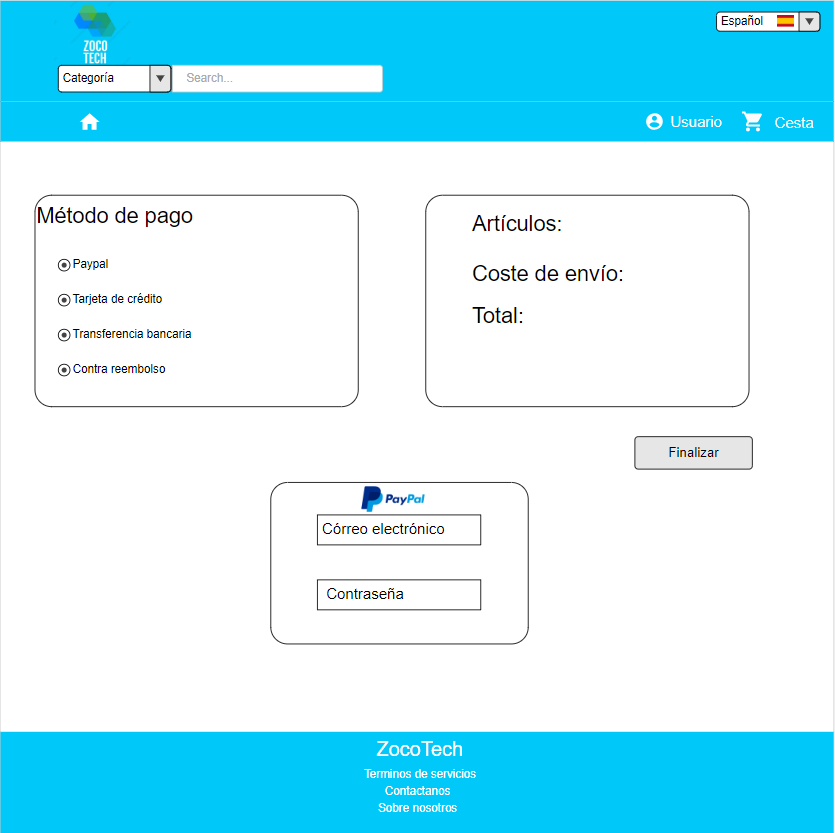 ZOCO
TECH
Español
Categoría
Search...
Usuario
Cesta
Método de pago
Paypal
Tarjeta de crédito
Transferencia bancaria
Contra reembolso
Artículos:
Coste de envío:
Total:
Finalizar
PayPal
Córreo electrónico
Contraseña
ZocoTech
Terminos de servicios
Contactanos
Sobre nosotros